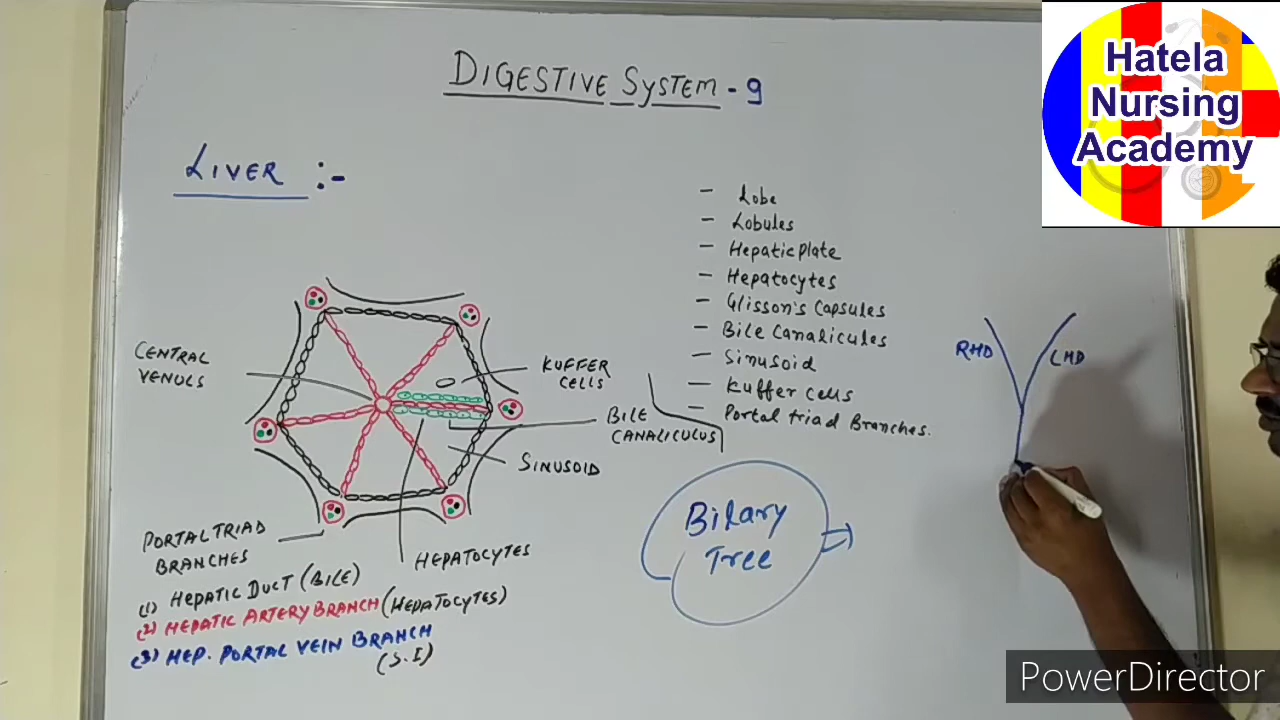 DIGESTIVE SYSTEM - 9
Hatela
Nursing
Academy
LIVER :-
- Lobe
- Lobules
- Hepatic plate
- Hepatocytes
- Glisson's Capsules
- Bile Canalicules
- Sinusoid
- Kuffer cells
- Portal triad Branches.
CENTRAL
VENULS
KUFFER
CELLS
BILE
CANALICULUS
SINUSOID
PORTAL TRIAD
BRANCHES
HEPATOCYTES
(1) HEPATIC DUCT (BILE)
(2) HEPATIC ARTERY BRANCH (HEPATOCYTES)
(3) HEP. PORTAL VEIN BRANCH
(S.I)
Bilary
Tree
RHD
LHD
PowerDirector